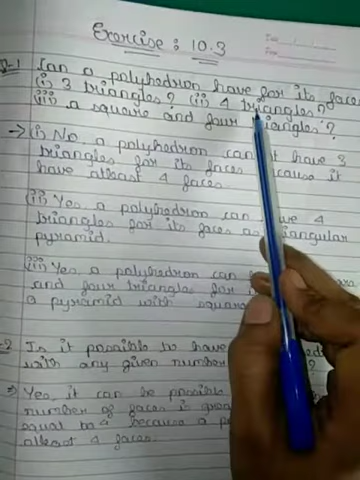 Exercise : 10.3
Q-1 Can a polyhedron have for its face
(i) 3 triangles? (ii) 4 triangles?
(iii) a square and four triangles?
→ (i) No, a polyhedron can't have 3
triangles for its faces because it
have atleast 4 faces.
(ii) Yes, a polyhedron can have 4
triangles for its faces as triangular
pyramid.
(iii) Yes, a polyhedron can
and four triangle for
a pyramid with square
Is it possible to have
with any given number ?
Yes, it can be possible
number of faces is
equal to 4 because a
atleast 4 faces.